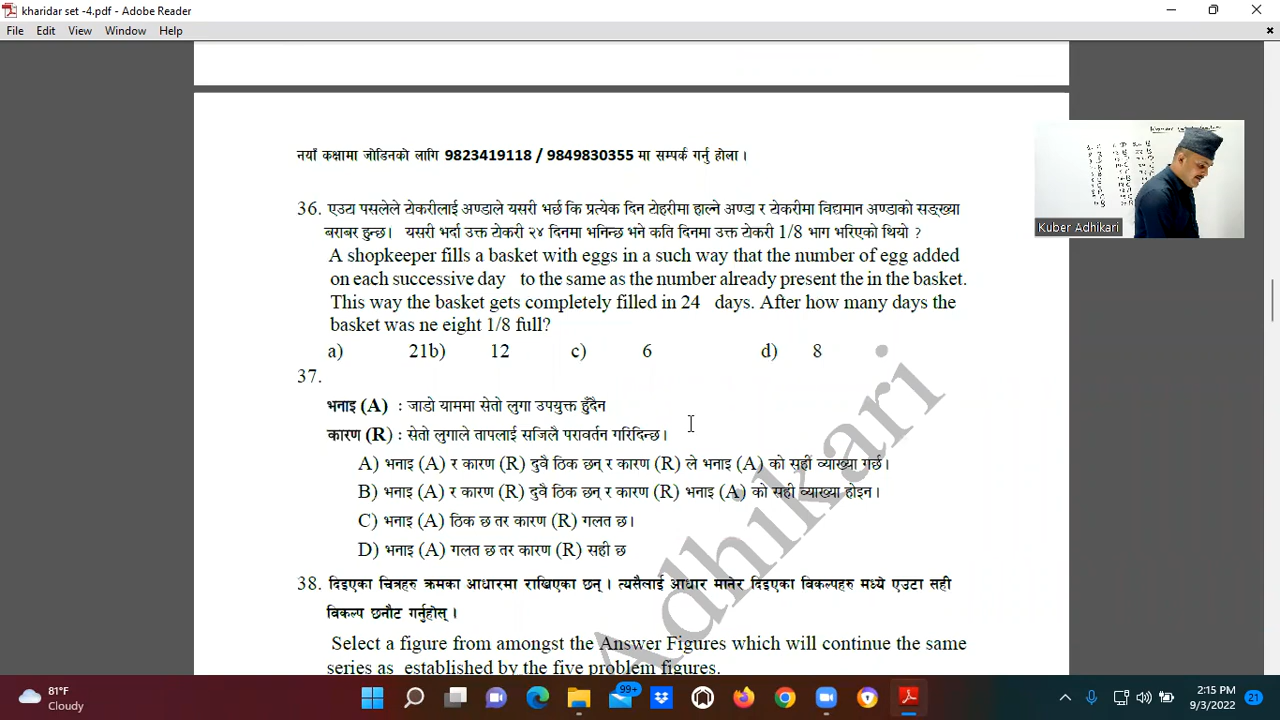 kharidar set -4.pdf - Adobe Reader
File Edit View Window Help
नयाँ कक्षामा जोडिनको लागि 9823419118 / 9849830355 मा सम्पर्क गर्नु होला ।
36. एउटा पसलेले टोकरीलाई अण्डाले यसरी भर्छ कि प्रत्येक दिन टोहरीमा हाल्ने अण्डा र टोकरीमा विद्यमान अण्डाको सङ्ख्या
बराबर हुन्छ। यसरी भर्दा उक्त टोकरी २४ दिनमा भनिन्छ भने कति दिनमा उक्त टोकरी 1/8 भाग भरिएको थियो ?
A shopkeeper fills a basket with eggs in a such way that the number of egg added
on each successive day to the same as the number already present the in the basket.
This way the basket gets completely filled in 24 days. After how many days the
basket was ne eight 1/8 full?
a) 21b) 12 c) 6 d) 8
37.
भनाइ (A) : जाडो याममा सेतो लुगा उपयुक्त हुँदैन
कारण (R) : सेतो लुगाले तापलाई सजिलै परावर्तन गरिदिन्छ।
A) भनाइ (A) र कारण (R) दुवै ठिक छन् र कारण (R) ले भनाइ (A) को सही व्याख्या गर्छ।
B) भनाइ (A) र कारण (R) दुवै ठिक छन् र कारण (R) भनाइ (A) को सही व्याख्या होइन।
C) भनाइ (A) ठिक छ तर कारण (R) गलत छ।
D) भनाइ (A) गलत छ तर कारण (R) सही छ
38. दिइएका चित्रहरु क्रमका आधारमा राखिएका छन् । त्यसैलाई आधार मानेर दिइएका विकल्पहरु मध्ये एउटा सही
विकल्प छनौट गर्नुहोस् ।
Select a figure from amongst the Answer Figures which will continue the same
series as established by the five problem figures.
Adhikari
Kuber Adhikari
81°F
Cloudy
99+
2:15 PM
9/3/2022
21